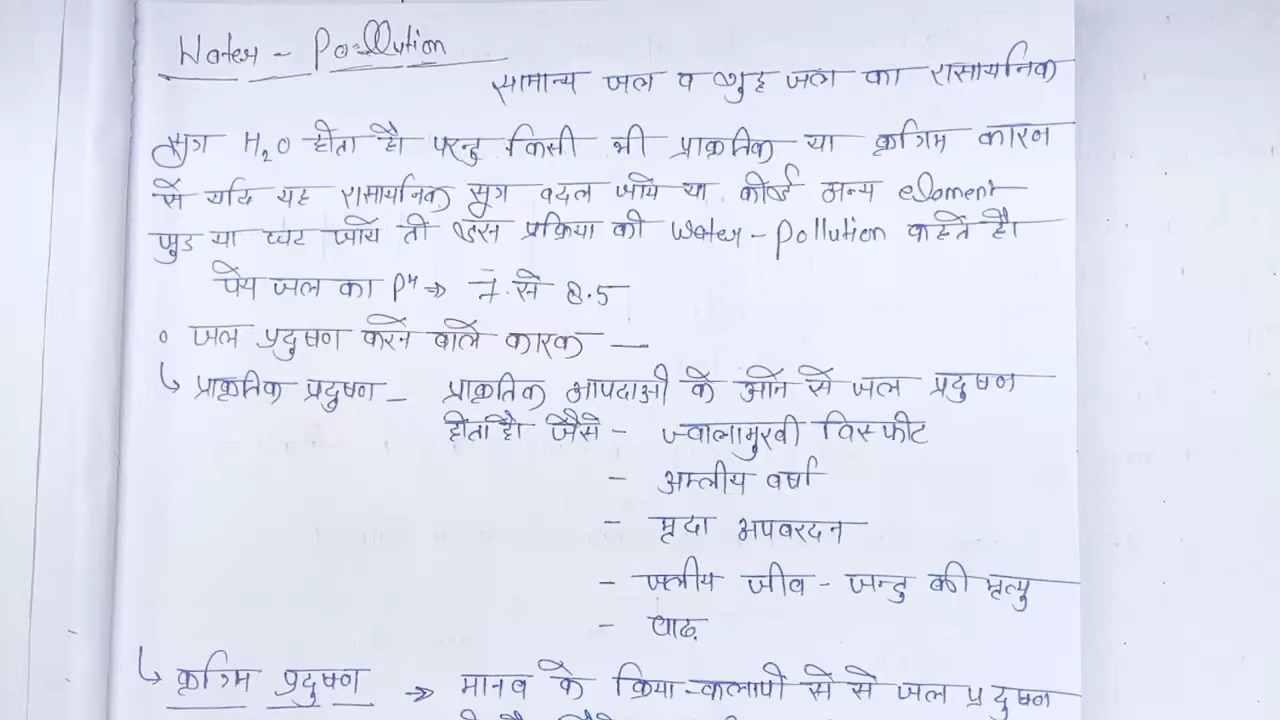 Water - Pollution
सामान्य जल व शुद्ध जल का रासायनिक
सुग H₂O होता है। परन्तु किसी भी प्राकृतिक या कृत्रिम कारण
से यदि यह रासायनिक सुग बदल जाये या कोई अन्य element
जुड या घट जाये तो इस प्रक्रिया को Water - Pollution कहते है।
पेय जल का Pᴴ ⇒ 7 से 8.5
० जल प्रदुषण करने वाले कारक —
↳ प्राकृतिक प्रदुषण - प्राकृतिक आपदाओ के आने से जल प्रदुषण
होता है। जैसे - ज्वालामुखी विस्फोट
- अम्लीय वर्षा
- मृदा अपवरदन
- जलीय जीव - जन्तु की मृत्यु
- बाढ़
↳ कृत्रिम प्रदुषण → मानव के क्रिया-कलापो से से जल प्रदुषण